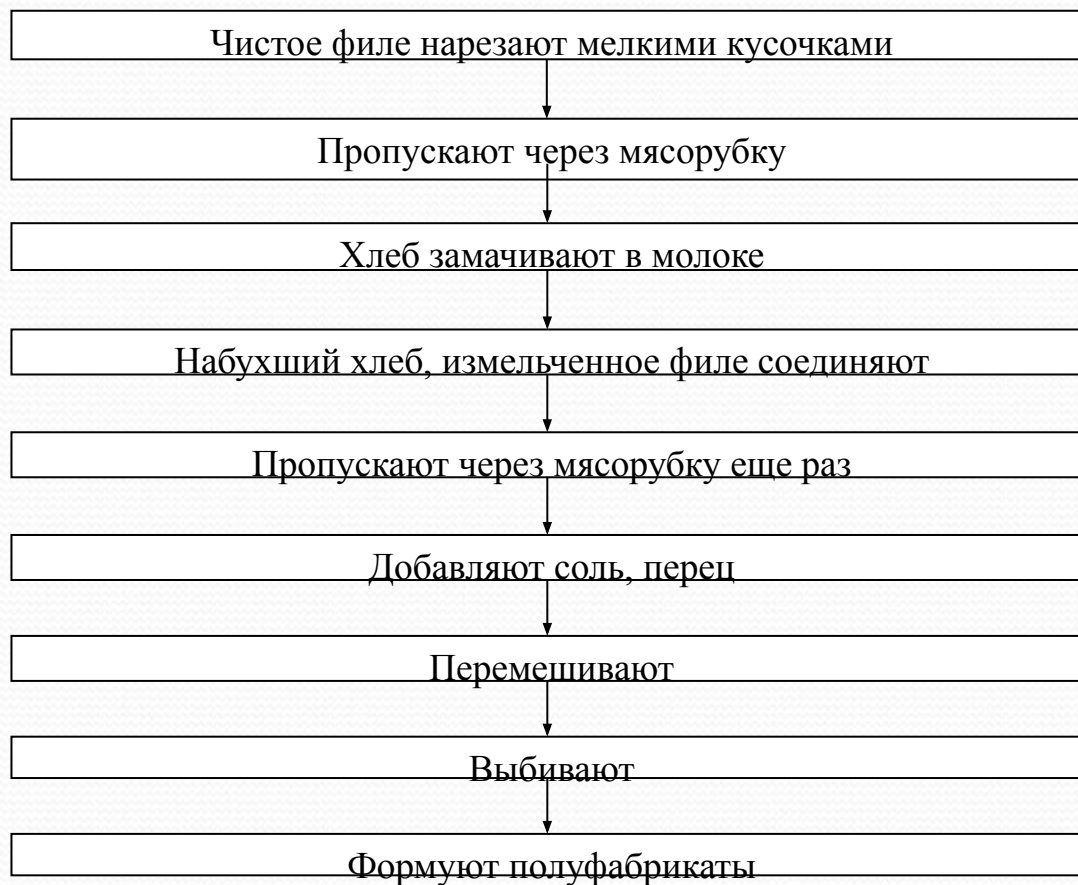 Чистое филе нарезают мелкими кусочками
Пропускают через мясорубку
Хлеб замачивают в молоке
Набухший хлеб, измельченное филе соединяют
Пропускают через мясорубку еще раз
Добавляют соль, перец
Перемешивают
Выбивают
Формуют полуфабрикаты